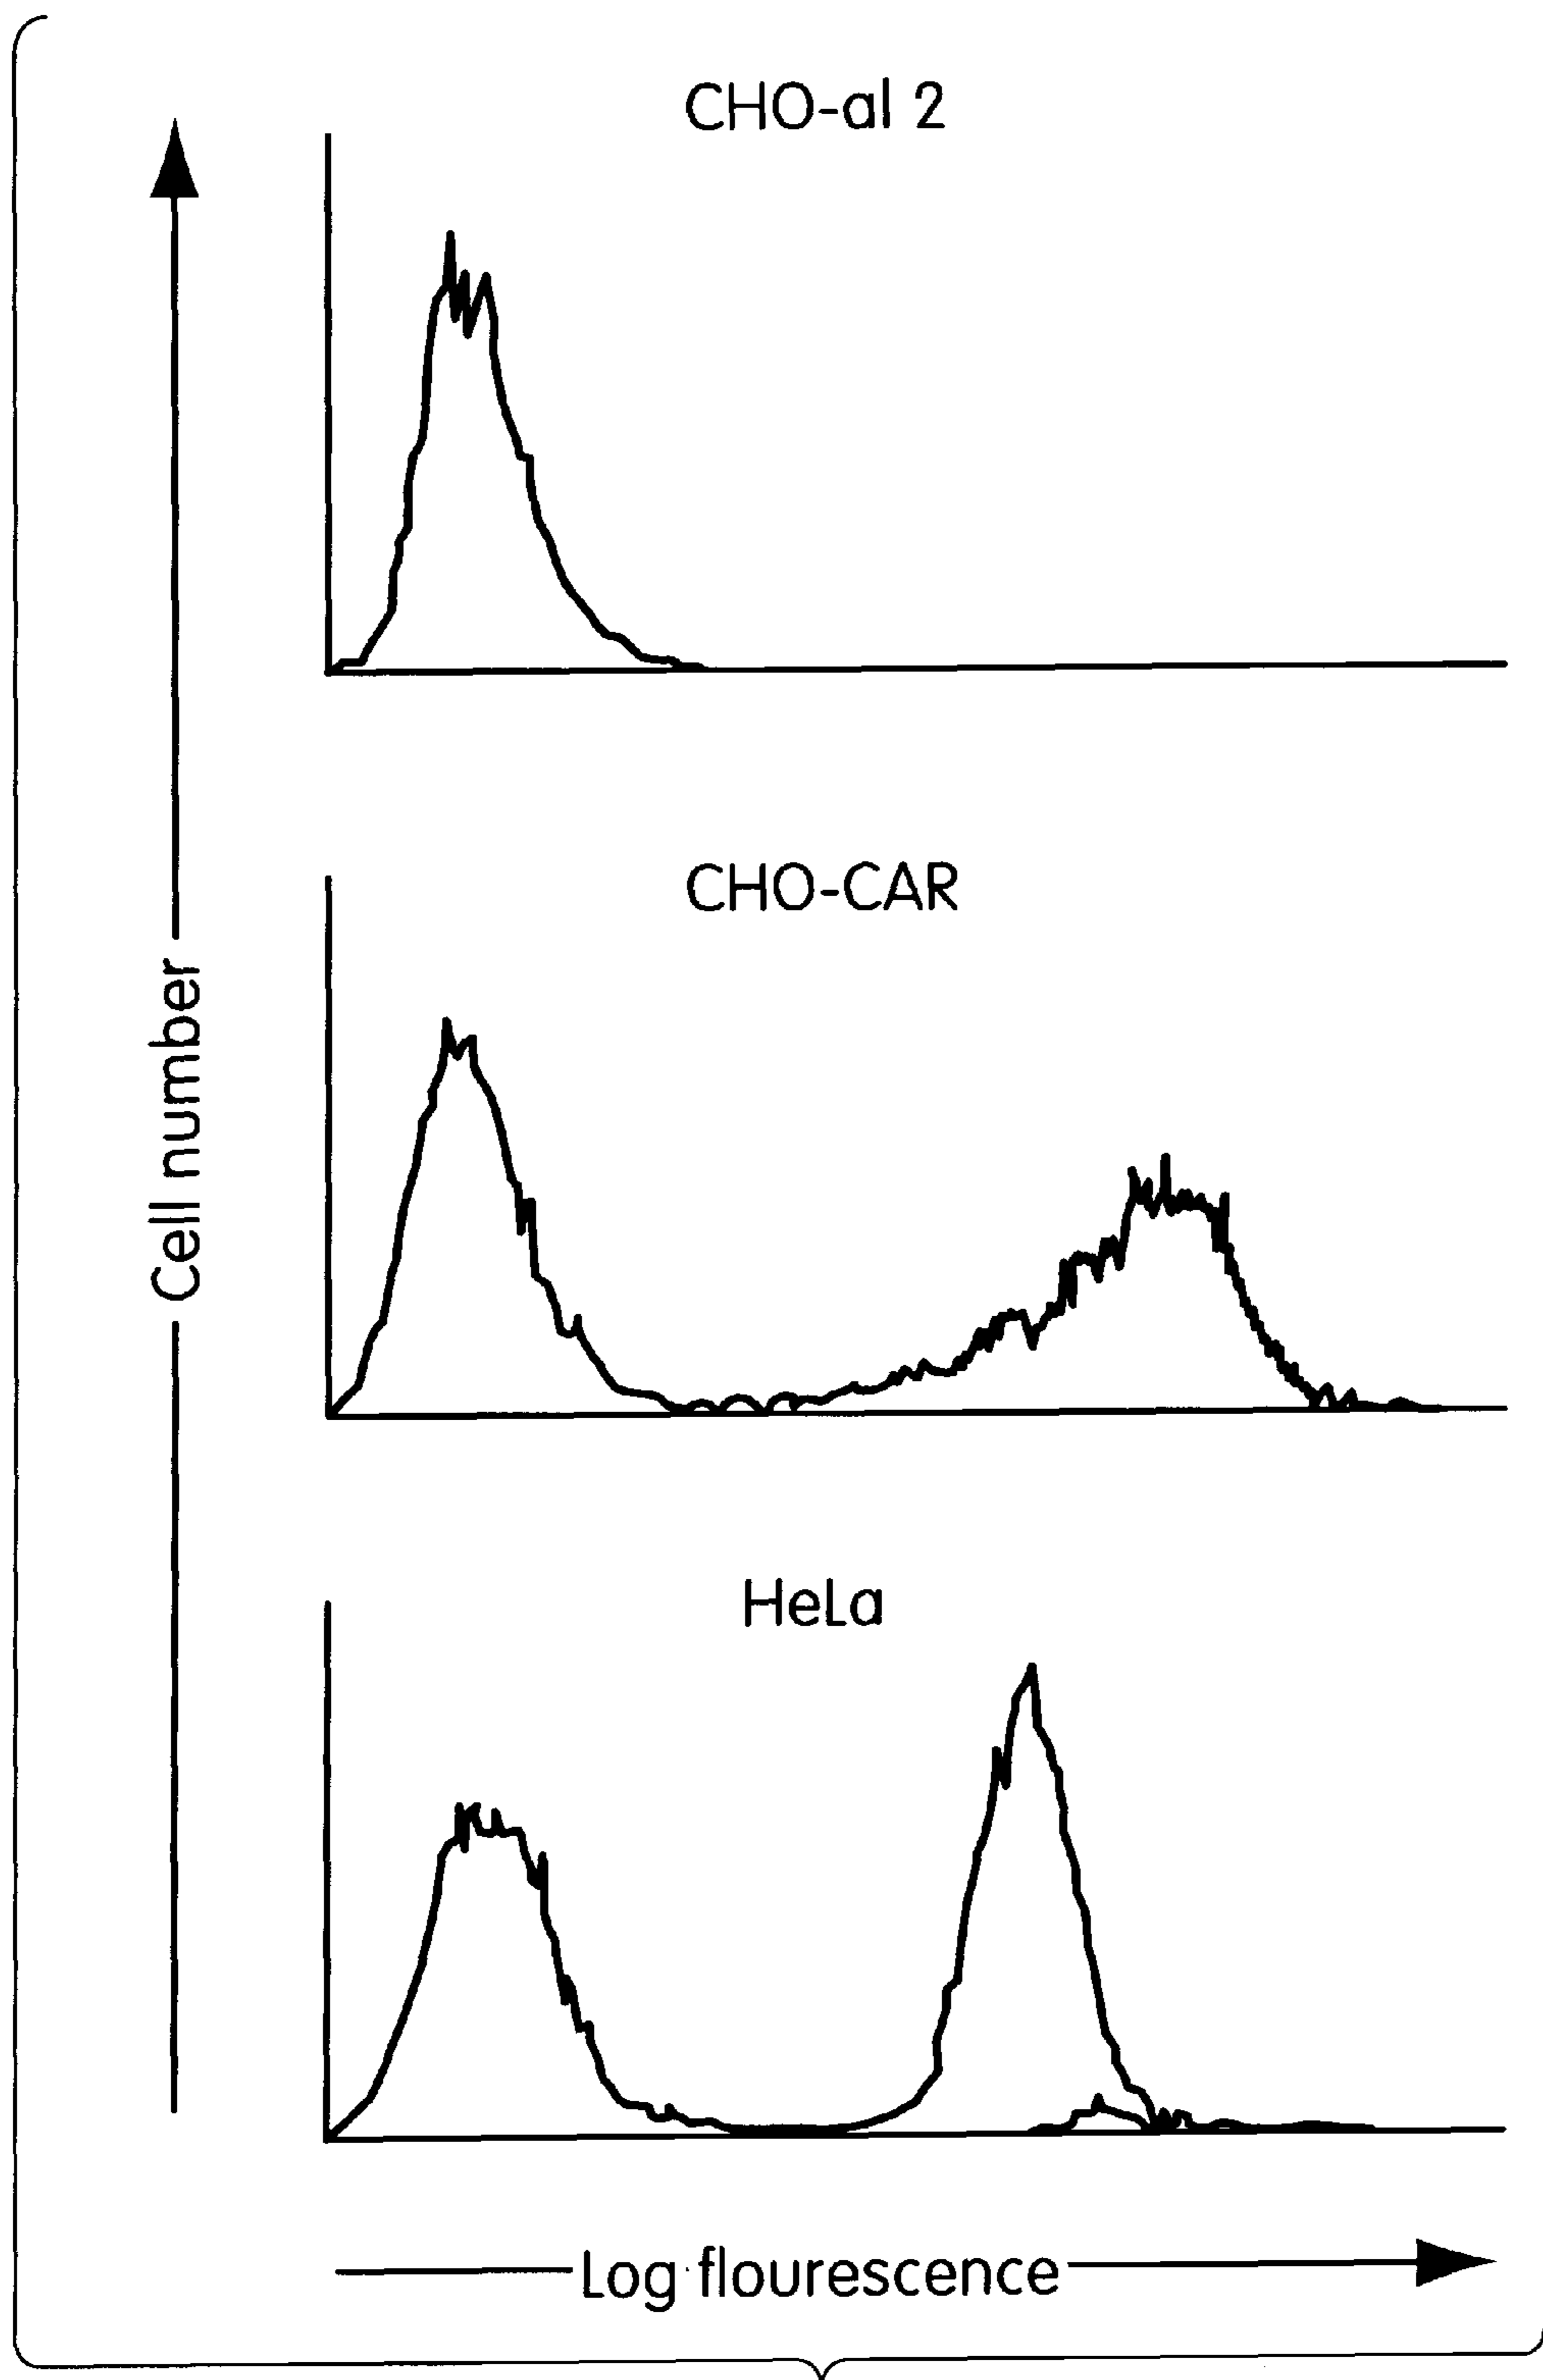 CHO-al 2
CHO-CAR
Cell number
HeLa
Log flourescence